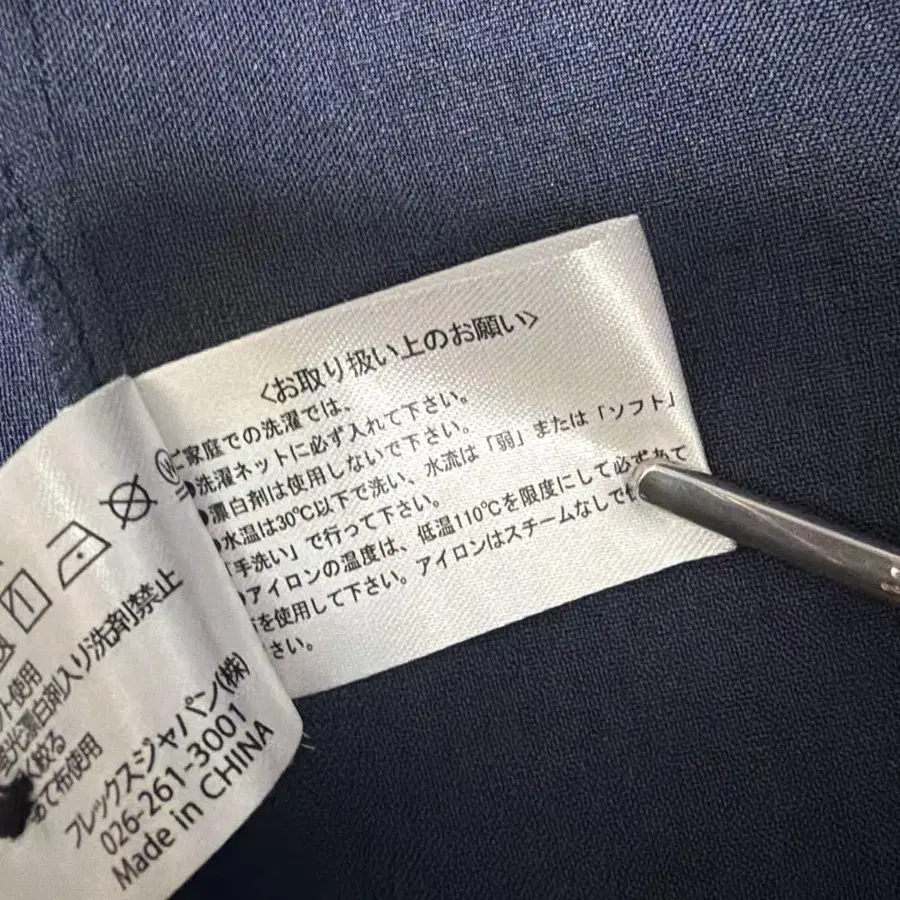 <お取り扱い上のお願い>
ご家庭での洗濯では、
●洗濯ネットに必ず入れて下さい。
●漂白剤は使用しないで下さい。
●水温は30℃以下で洗い、水流は「弱」または「ソフト」
「手洗い」で行って下さい。
●アイロンの温度は、低温110℃を限度にして必ずあて
を使用して下さい。アイロンはスチームなしで
さい。
ット使用
蛍光漂白剤入り洗剤禁止
く絞る
あて布使用
フレックスジャパン(株)
026-261-3001
Made in CHINA